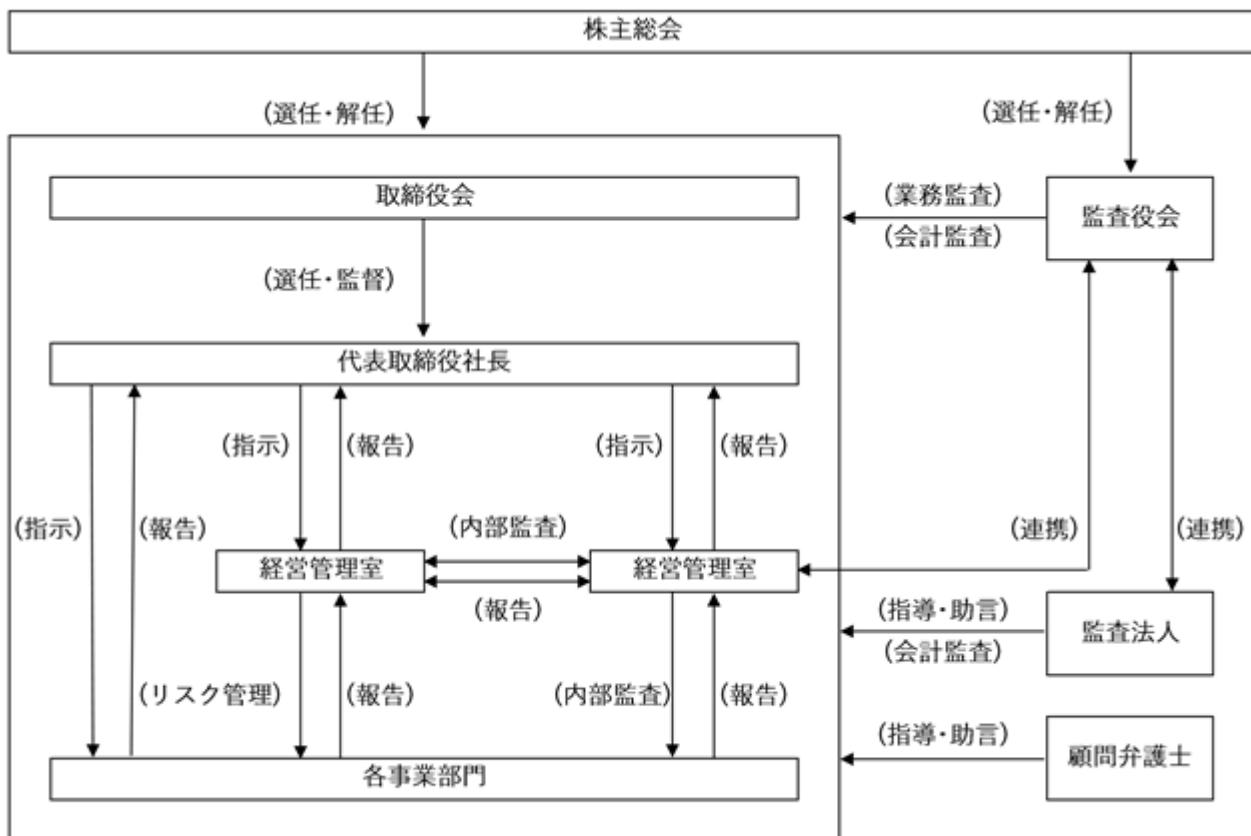 株主総会
(選任・解任)
(選任・解任)
取締役会
(業務監査)
監査役会
(会計監査)
(選任・監督)
代表取締役社長
(指示)
(報告)
(指示)
(報告)
(指示)
(報告)
(内部監査)
(連携)
(連携)
経営管理室
経営管理室
(報告)
(指導・助言)
監査法人
(会計監査)
(リスク管理)
(報告)
(内部監査)
(報告)
(指導・助言)
顧問弁護士
各事業部門